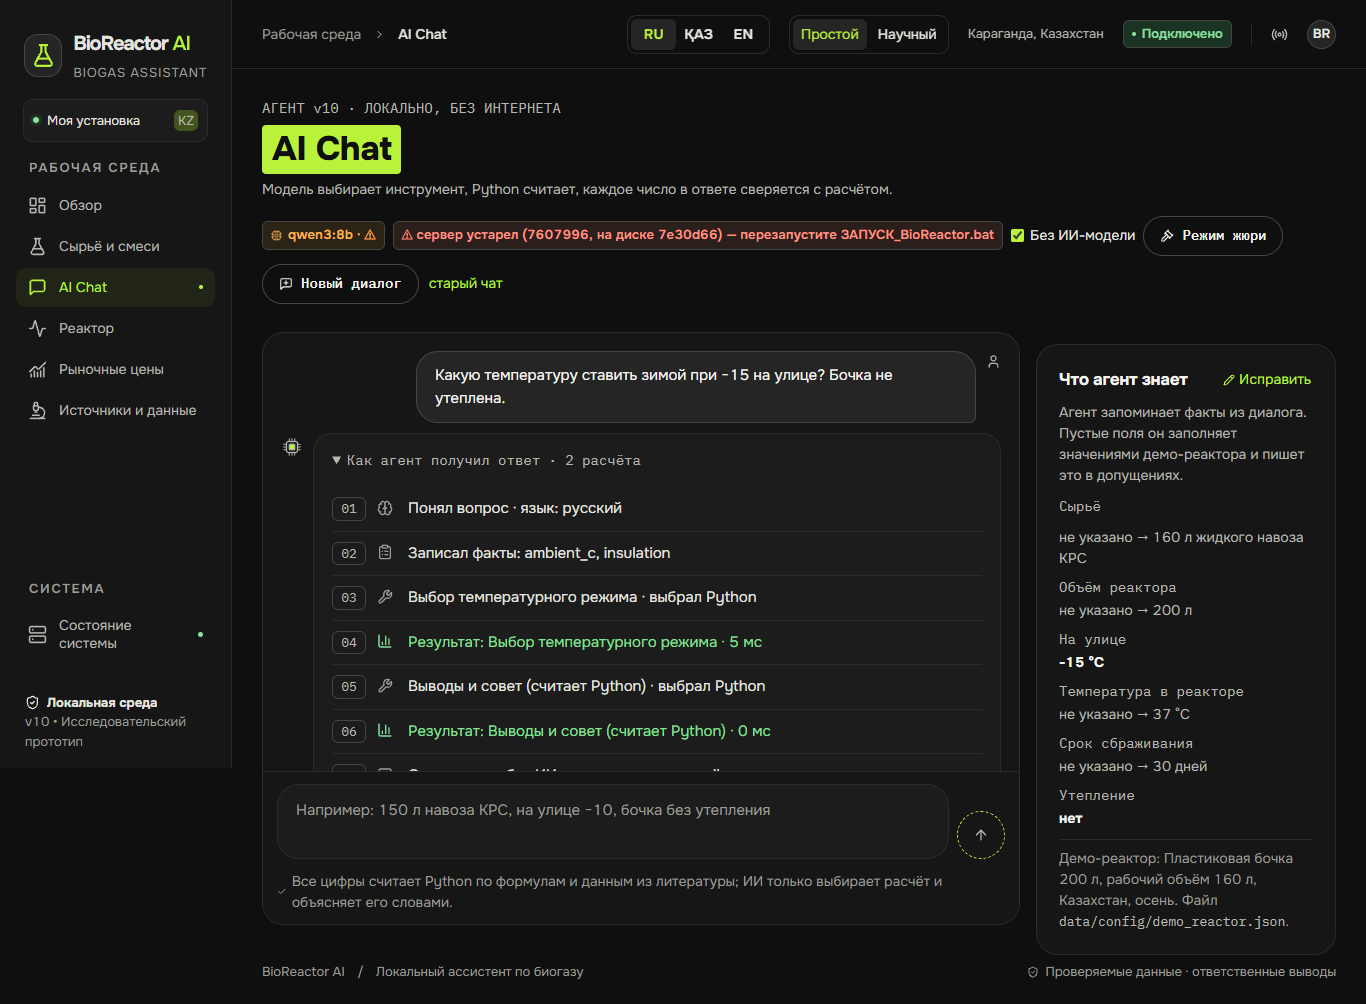 BioReactor AI
BIOGAS ASSISTANT
Моя установка
KZ
РАБОЧАЯ СРЕДА
Обзор
Сырьё и смеси
AI Chat
Реактор
Рыночные цены
Источники и данные
СИСТЕМА
Состояние
системы
Локальная среда
v10 • Исследовательский
прототип
Рабочая среда > AI Chat
RU ҚАЗ EN
Простой Научный
Караганда, Казахстан
• Подключено
BR
АГЕНТ v10 · ЛОКАЛЬНО, БЕЗ ИНТЕРНЕТА
AI Chat
Модель выбирает инструмент, Python считает, каждое число в ответе сверяется с расчётом.
qwen3:8b · ⚠
⚠ сервер устарел (7607996, на диске 7e30d66) — перезапустите ЗАПУСК_BioReactor.bat
Без ИИ-модели
Режим жюри
Новый диалог
старый чат
Какую температуру ставить зимой при -15 на улице? Бочка не
утеплена.
▼ Как агент получил ответ · 2 расчёта
01 Понял вопрос · язык: русский
02 Записал факты: ambient_c, insulation
03 Выбор температурного режима · выбрал Python
04 Результат: Выбор температурного режима · 5 мс
05 Выводы и совет (считает Python) · выбрал Python
06 Результат: Выводы и совет (считает Python) · 0 мс
Например: 150 л навоза КРС, на улице -10, бочка без утепления
Все цифры считает Python по формулам и данным из литературы; ИИ только выбирает расчёт и
объясняет его словами.
Что агент знает
Исправить
Агент запоминает факты из диалога.
Пустые поля он заполняет
значениями демо-реактора и пишет
это в допущениях.
Сырьё
не указано → 160 л жидкого навоза
КРС
Объём реактора
не указано → 200 л
На улице
-15 °C
Температура в реакторе
не указано → 37 °C
Срок сбраживания
не указано → 30 дней
Утепление
нет
Демо-реактор: Пластиковая бочка
200 л, рабочий объём 160 л,
Казахстан, осень. Файл
data/config/demo_reactor.json.
BioReactor AI / Локальный ассистент по биогазу
Проверяемые данные · ответственные выводы